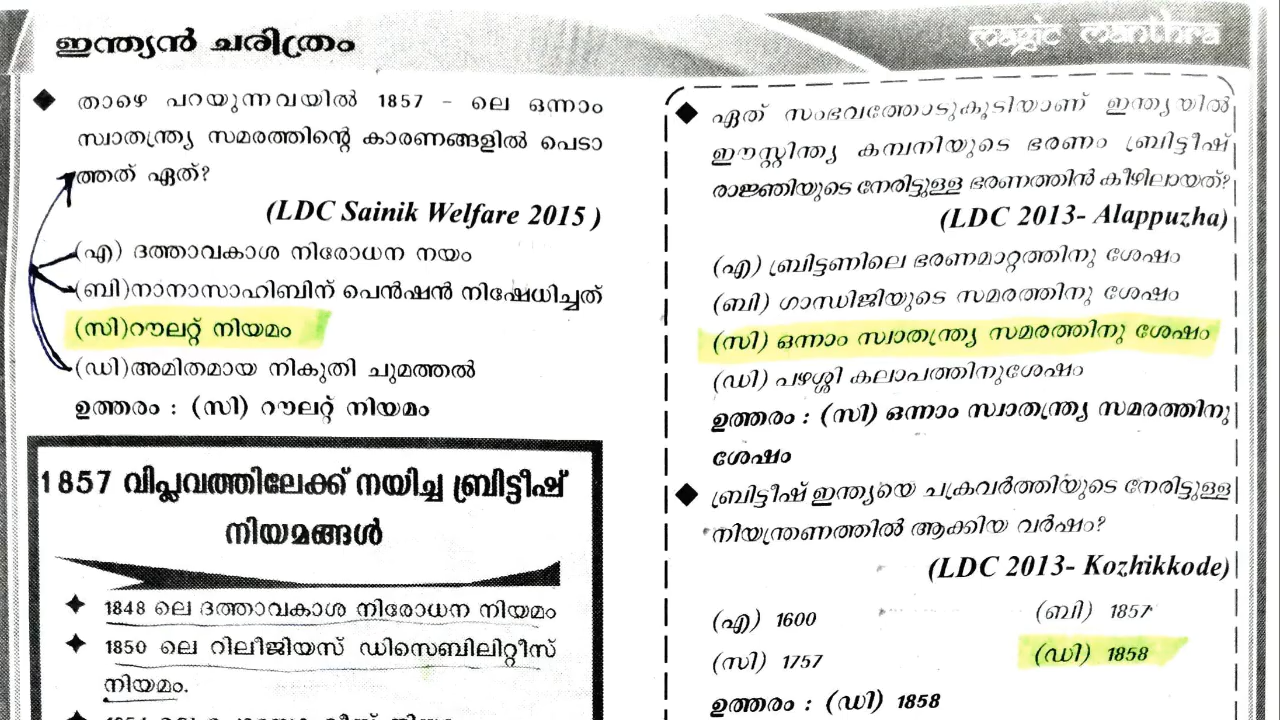 ഇന്ത്യൻ ചരിത്രം
magic manthra
◆ താഴെ പറയുന്നവയിൽ 1857 - ലെ ഒന്നാം
സ്വാതന്ത്ര്യ സമരത്തിന്റെ കാരണങ്ങളിൽ പെടാ
ത്തത് ഏത്?
(LDC Sainik Welfare 2015 )
(എ) ദത്താവകാശ നിരോധന നയം
(ബി)നാനാസാഹിബിന് പെൻഷൻ നിഷേധിച്ചത്
(സി)റൗലറ്റ് നിയമം
(ഡി)അമിതമായ നികുതി ചുമത്തൽ
ഉത്തരം : (സി) റൗലറ്റ് നിയമം
1857 വിപ്ലവത്തിലേക്ക് നയിച്ച ബ്രിട്ടീഷ്
നിയമങ്ങൾ
✦ 1848 ലെ ദത്താവകാശ നിരോധന നിയമം
✦ 1850 ലെ റിലീജിയസ് ഡിസെബിലിറ്റീസ്
നിയമം.
◆ ഏത് സംഭവത്തോടുകൂടിയാണ് ഇന്ത്യയിൽ
ഈസ്റ്റിന്ത്യ കമ്പനിയുടെ ഭരണം ബ്രിട്ടീഷ്
രാജ്ഞിയുടെ നേരിട്ടുള്ള ഭരണത്തിൻ കീഴിലായത്?
(LDC 2013- Alappuzha)
(എ) ബ്രിട്ടണിലെ ഭരണമാറ്റത്തിനു ശേഷം
(ബി) ഗാന്ധിജിയുടെ സമരത്തിനു ശേഷം
(സി) ഒന്നാം സ്വാതന്ത്ര്യ സമരത്തിനു ശേഷം
(ഡി) പഴശ്ശി കലാപത്തിനുശേഷം
ഉത്തരം : (സി) ഒന്നാം സ്വാതന്ത്ര്യ സമരത്തിനു
ശേഷം
◆ ബ്രിട്ടീഷ് ഇന്ത്യയെ ചക്രവർത്തിയുടെ നേരിട്ടുള്ള
നിയന്ത്രണത്തിൽ ആക്കിയ വർഷം?
(LDC 2013- Kozhikkode)
(എ) 1600 (ബി) 1857
(സി) 1757 (ഡി) 1858
ഉത്തരം : (ഡി) 1858